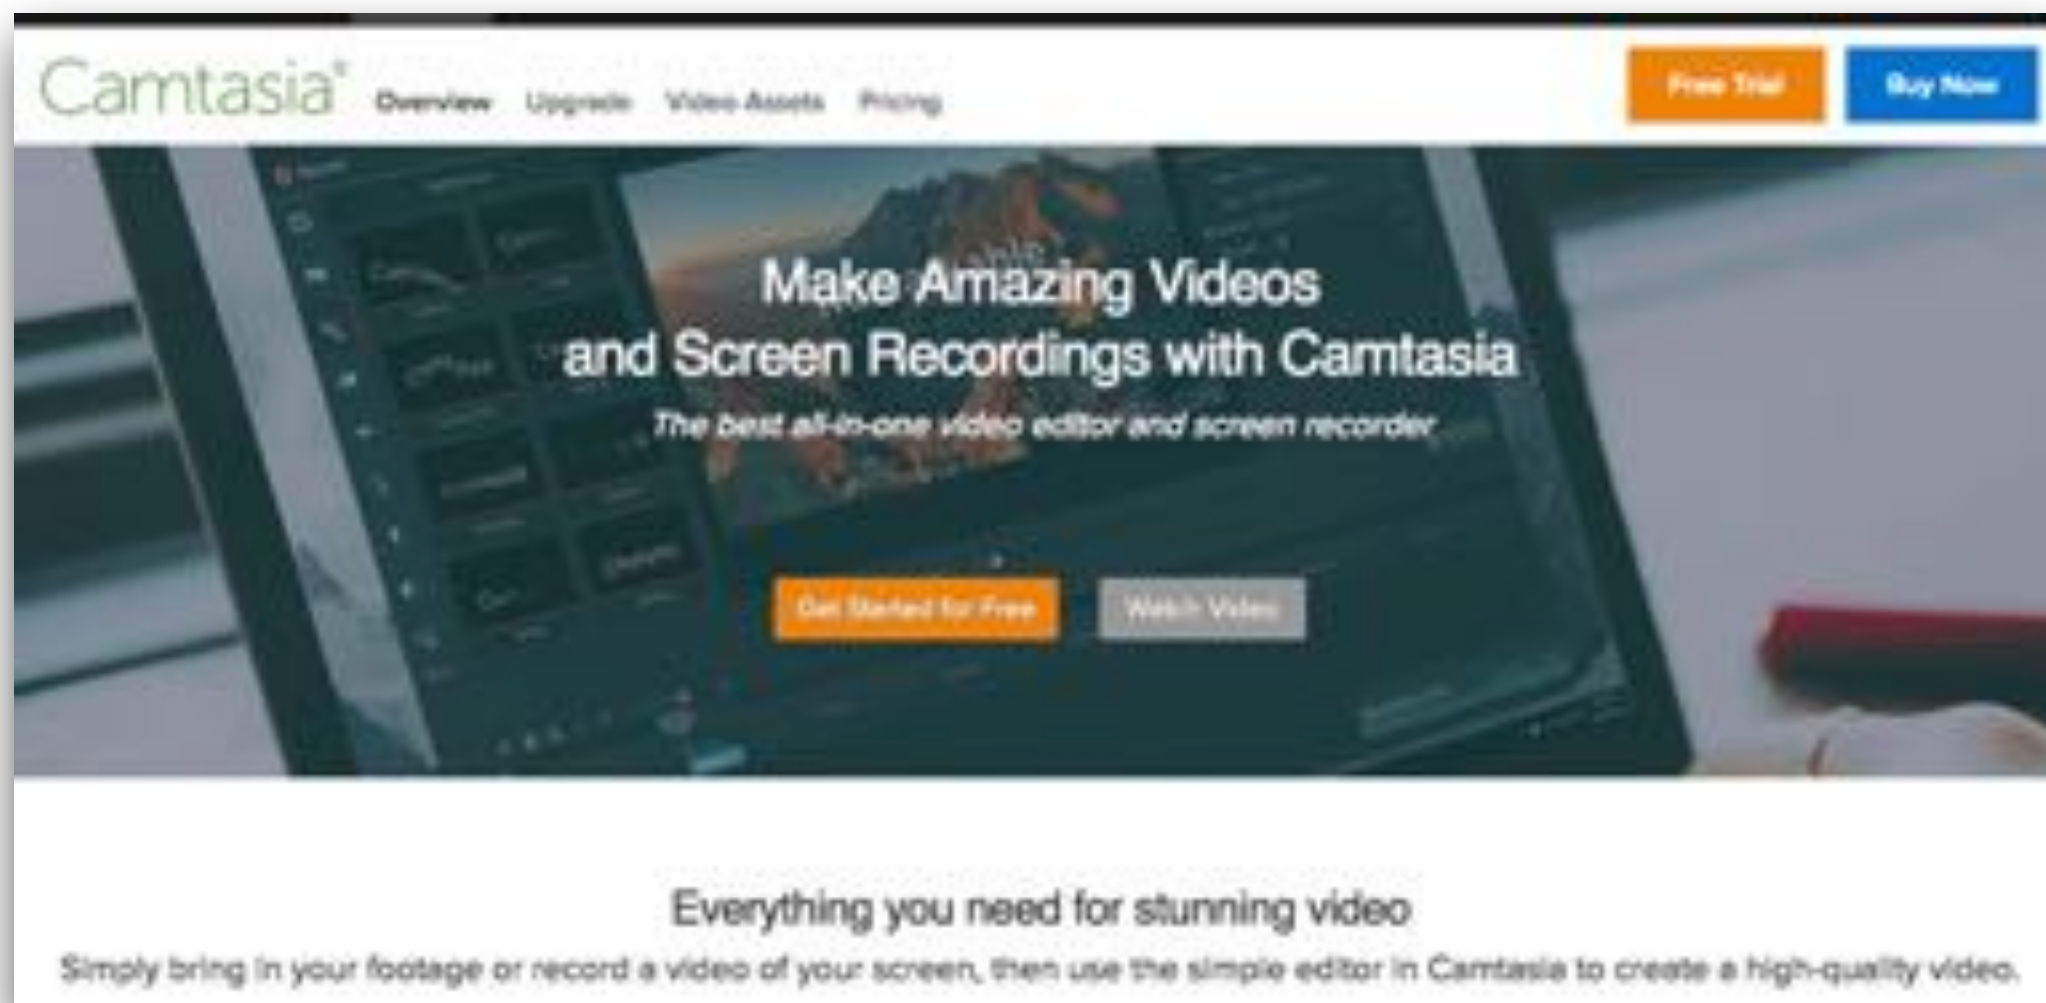 Camtasia®
Overview Upgrade Video Assets Pricing
Free Trial Buy Now
Make Amazing Videos
and Screen Recordings with Camtasia
The best all-in-one video editor and screen recorder
Get Started for Free Watch Video
Everything you need for stunning video
Simply bring in your footage or record a video of your screen, then use the simple editor in Camtasia to create a high-quality video.